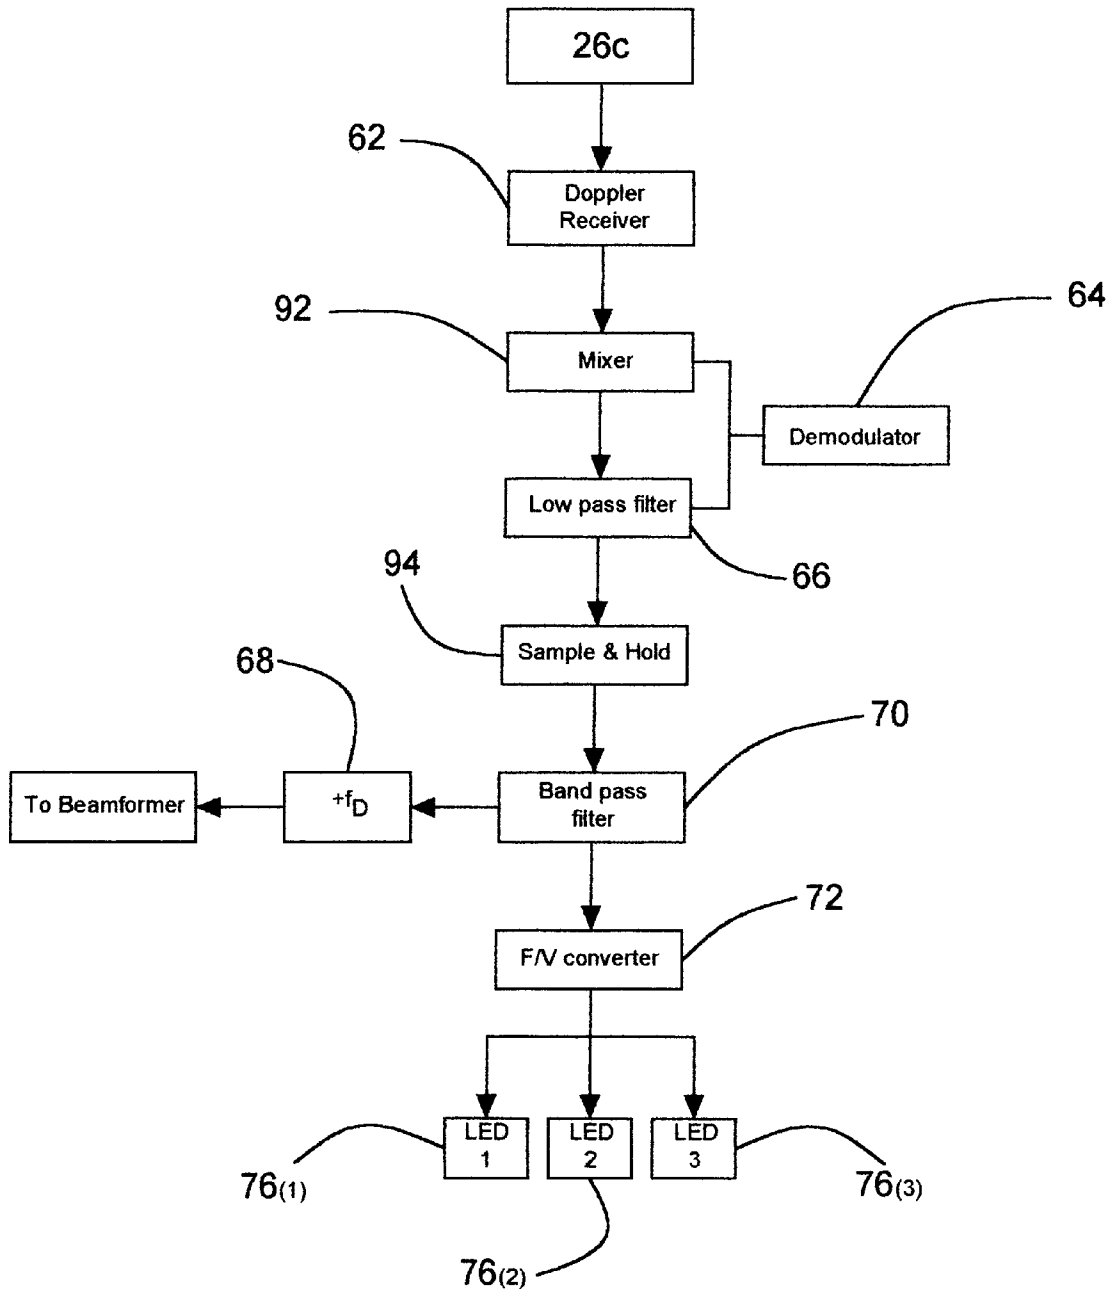 26c
62
Doppler
Receiver
92
64
Mixer
Demodulator
Low pass filter
94
66
Sample & Hold
68
70
To Beamformer
+fD
Band pass
filter
72
F/V converter
LED
1
LED
2
LED
3
76(1)
76(3)
76(2)